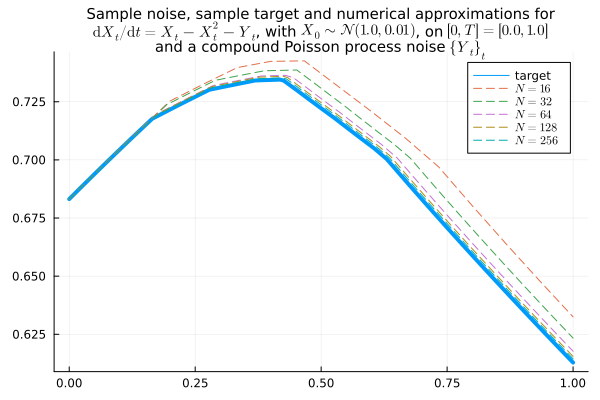 Sample noise, sample target and numerical approximations for
dX_t/dt = X_t − X_t^2 − Y_t, with X_0 ∼ 𝒩(1.0, 0.01), on [0, T] = [0.0, 1.0]
and a compound Poisson process noise {Y_t}_t
target
N = 16
N = 32
N = 64
N = 128
N = 256
0.725
0.700
0.675
0.650
0.625
0.00 0.25 0.50 0.75 1.00